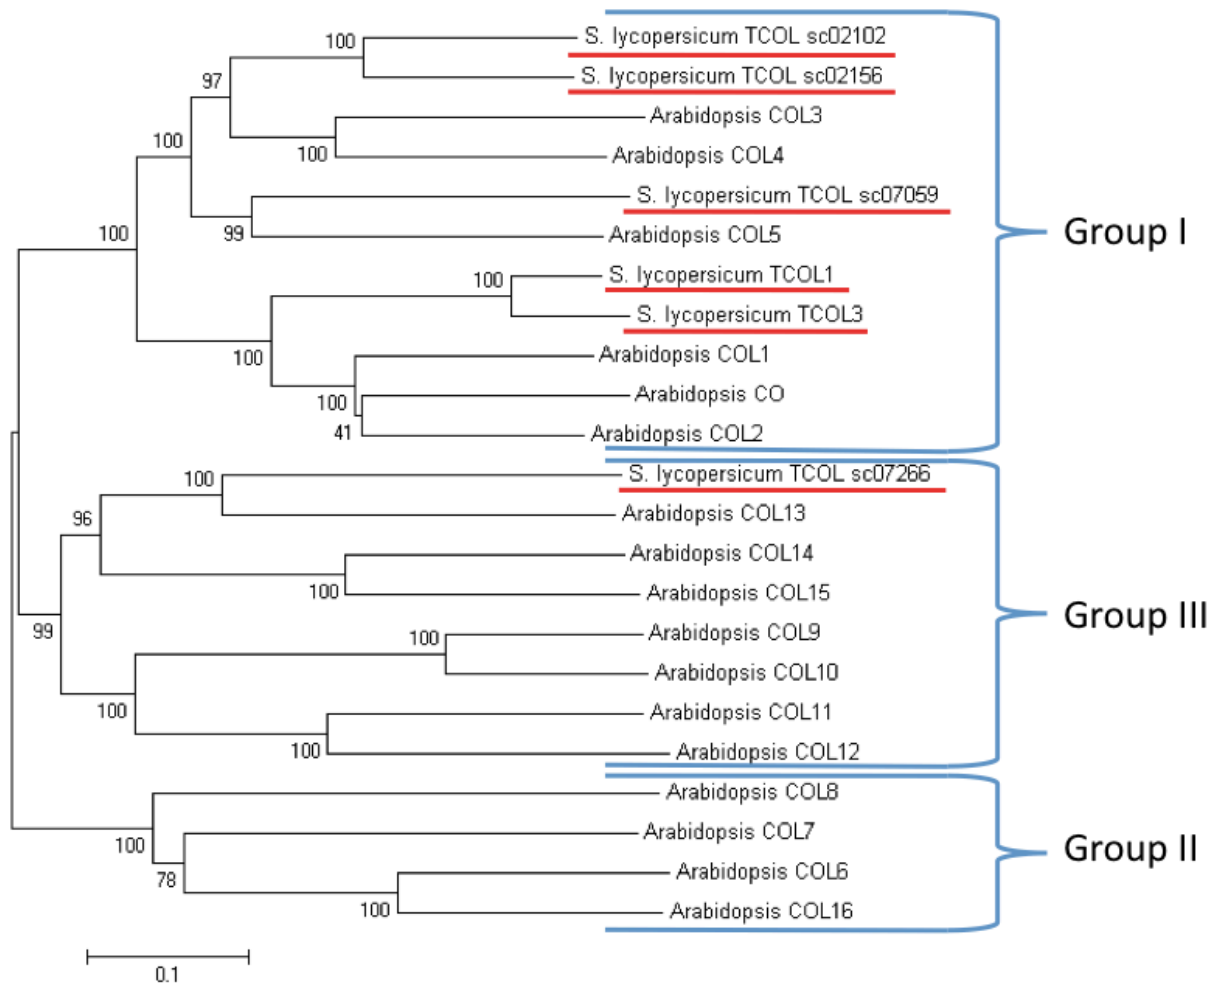 S. lycopersicum TCOL sc02102
100
S. lycopersicum TCOL sc02156
97
Arabidopsis COL3
100
100
Arabidopsis COL4
S. lycopersicum TCOL sc07059
100
99
Arabidopsis COL5
Group I
S. lycopersicum TCOL1
100
S. lycopersicum TCOL3
100
Arabidopsis COL1
Arabidopsis CO
100
41
Arabidopsis COL2
S. lycopersicum TCOL sc07266
100
Arabidopsis COL13
96
Arabidopsis COL14
100
Arabidopsis COL15
Group III
99
100
Arabidopsis COL9
Arabidopsis COL10
100
Arabidopsis COL11
100
Arabidopsis COL12
Arabidopsis COL8
100
Arabidopsis COL7
Group II
78
Arabidopsis COL6
100
Arabidopsis COL16
0.1